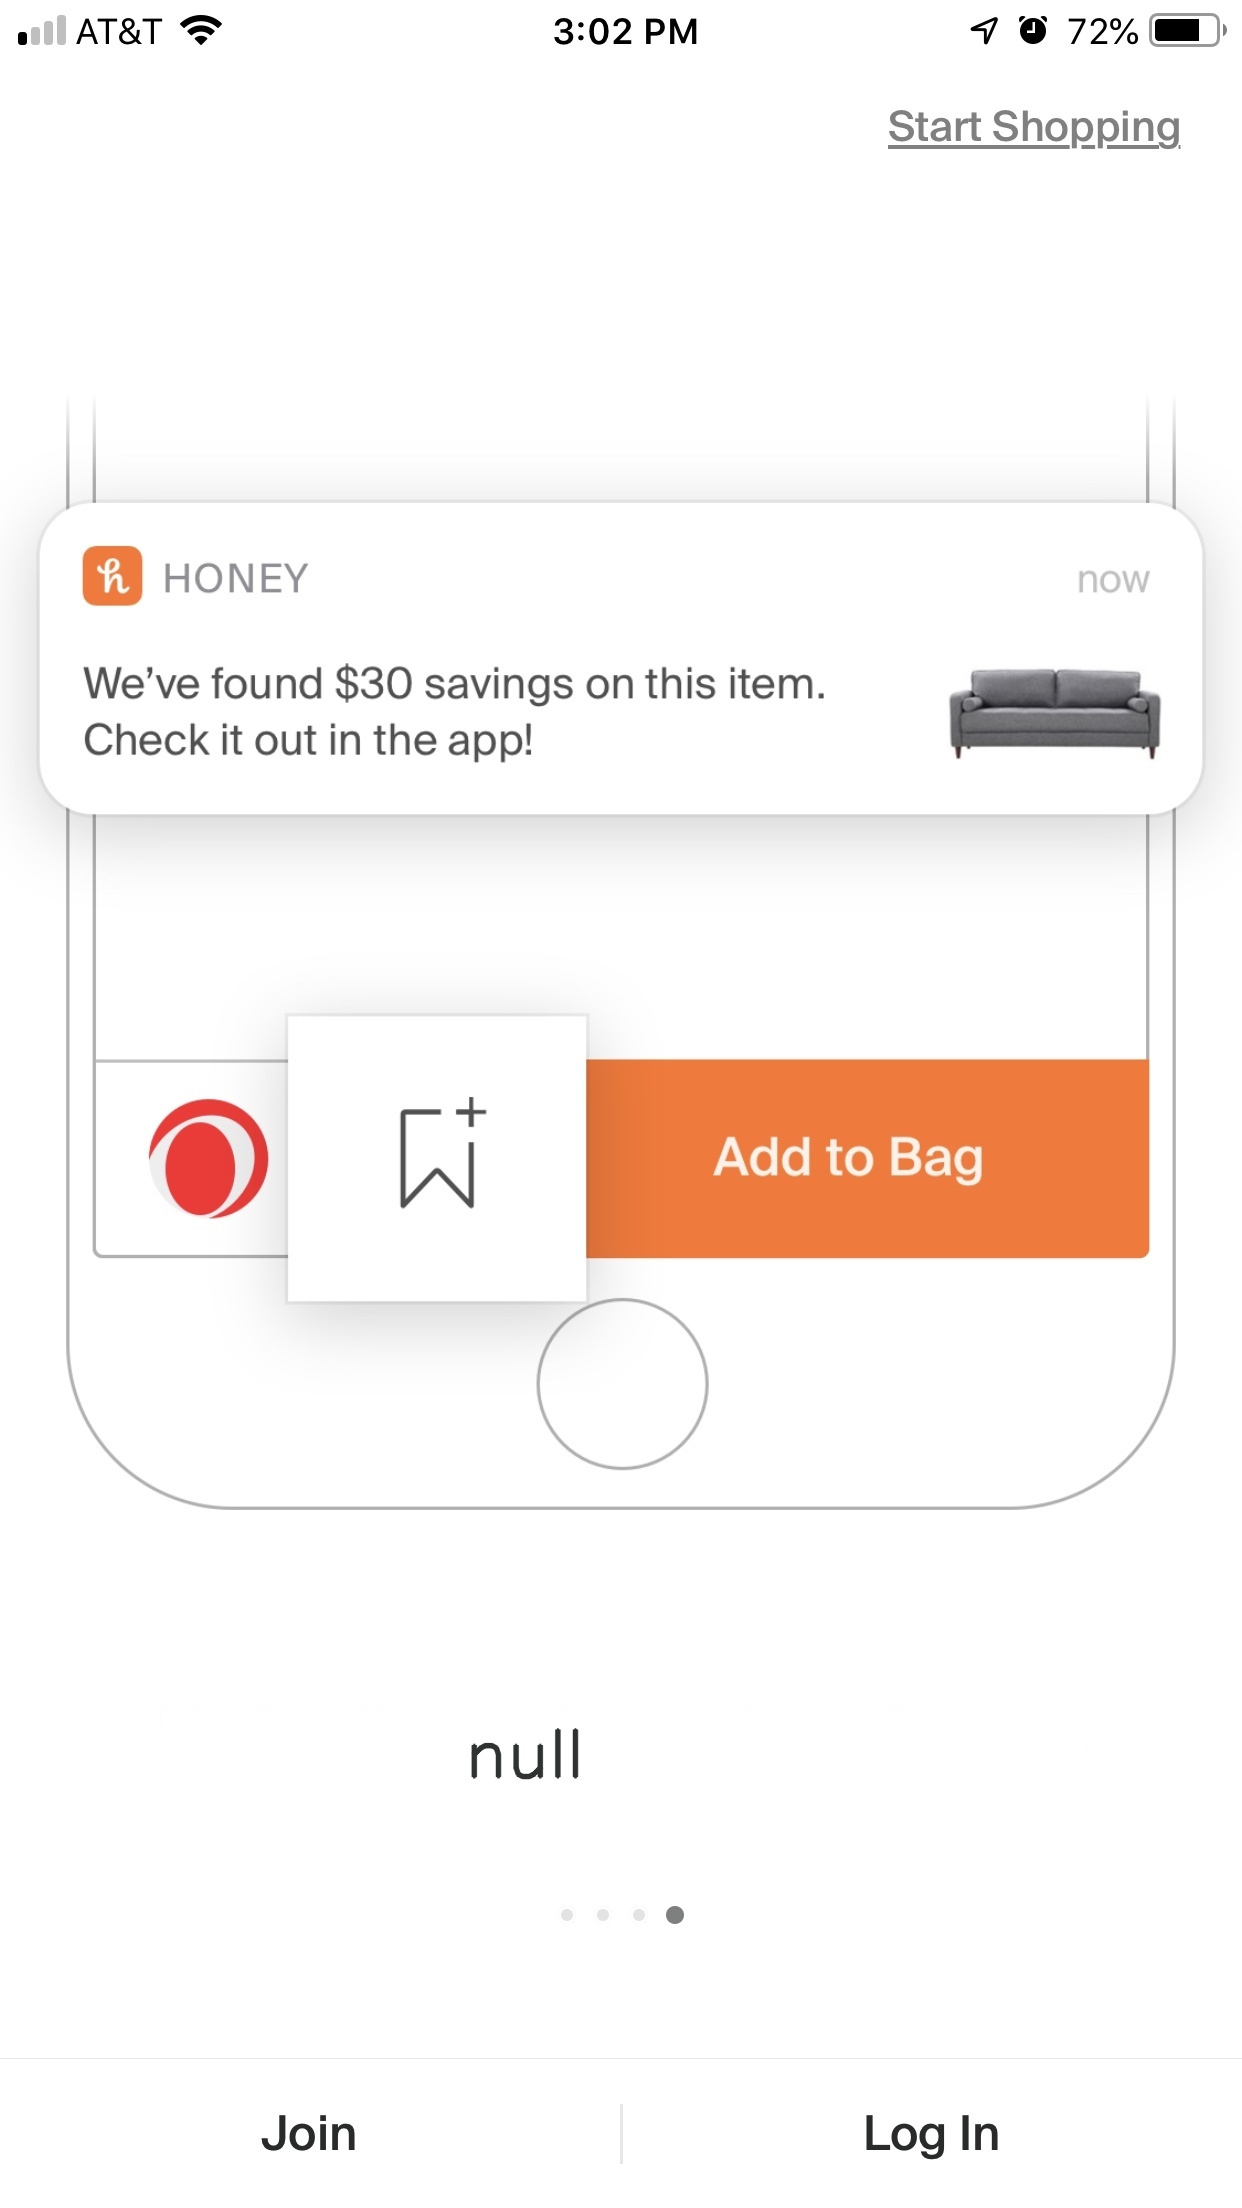 AT&T
3:02 PM
72%
Start Shopping
HONEY
now
We’ve found $30 savings on this item.
Check it out in the app!
Add to Bag
null
Join
Log In